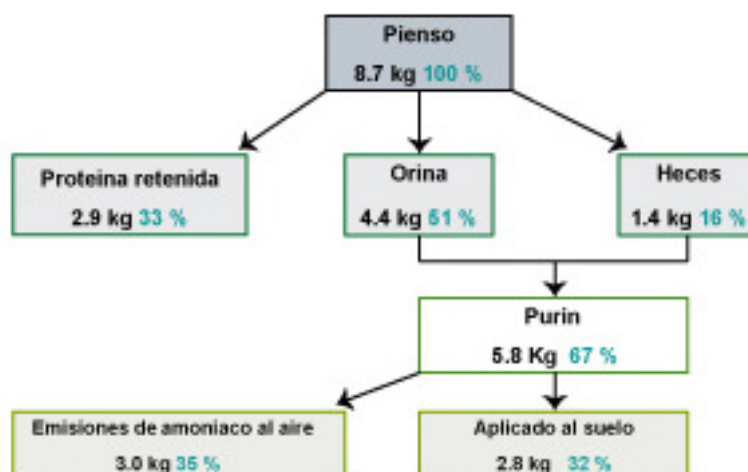 Pienso
8.7 kg 100 %
Proteina retenida
2.9 kg 33 %
Orina
4.4 kg 51 %
Heces
1.4 kg 16 %
Purin
5.8 Kg 67 %
Emisiones de amoniaco al aire
3.0 kg 35 %
Aplicado al suelo
2.8 kg 32 %